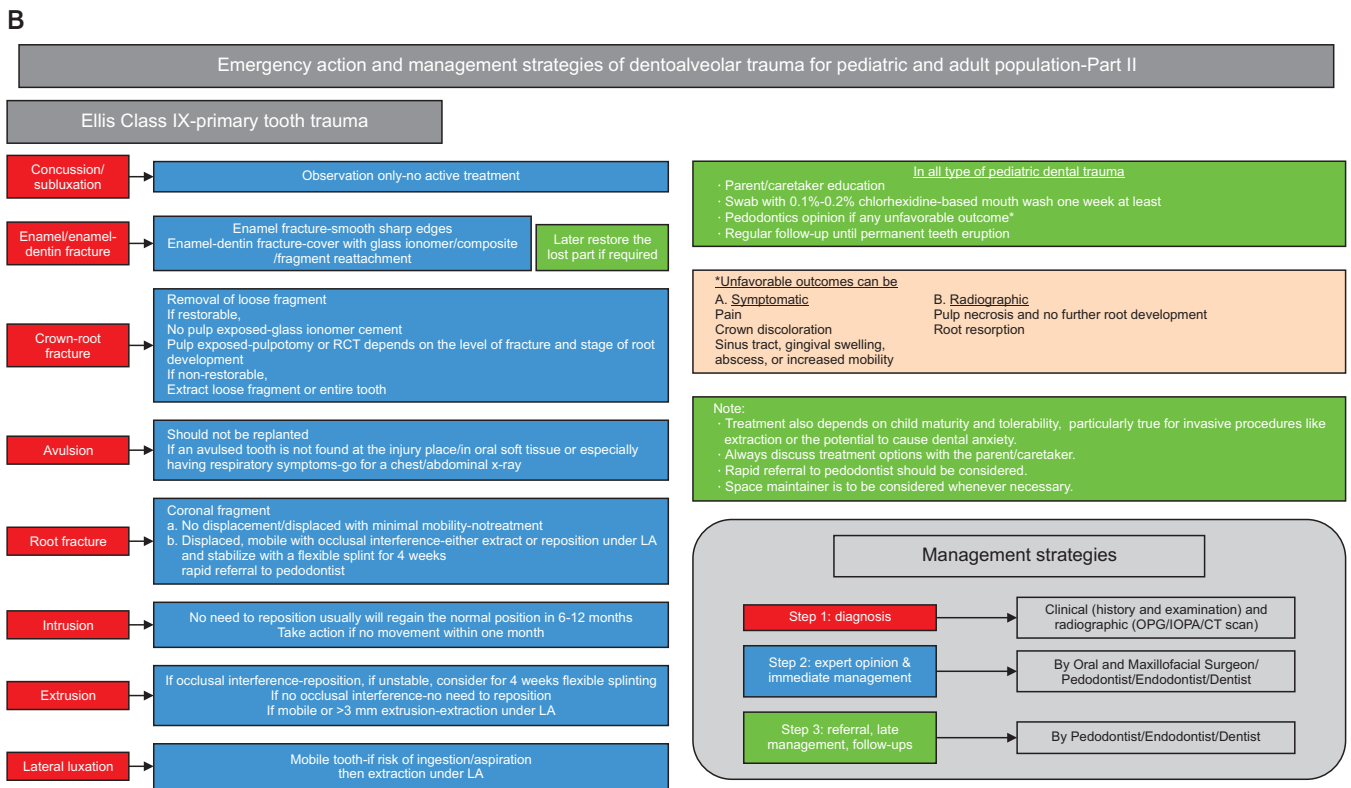 B
Emergency action and management strategies of dentoalveolar trauma for pediatric and adult population-Part II
Ellis Class IX-primary tooth trauma
Concussion/
subluxation
Observation only-no active treatment
Enamel/enamel-
dentin fracture
Enamel fracture-smooth sharp edges
Enamel-dentin fracture-cover with glass ionomer/composite
/fragment reattachment
Later restore the
lost part if required
Crown-root
fracture
Removal of loose fragment
If restorable,
No pulp exposed-glass ionomer cement
Pulp exposed-pulpotomy or RCT depends on the level of fracture and stage of root
development
If non-restorable,
Extract loose fragment or entire tooth
Avulsion
Should not be replanted
If an avulsed tooth is not found at the injury place/in oral soft tissue or especially
having respiratory symptoms-go for a chest/abdominal x-ray
Root fracture
Coronal fragment
a. No displacement/displaced with minimal mobility-notreatment
b. Displaced, mobile with occlusal interference-either extract or reposition under LA
and stabilize with a flexible splint for 4 weeks
rapid referral to pedodontist
Intrusion
No need to reposition usually will regain the normal position in 6-12 months
Take action if no movement within one month
Extrusion
If occlusal interference-reposition, if unstable, consider for 4 weeks flexible splinting
If no occlusal interference-no need to reposition
If mobile or >3 mm extrusion-extraction under LA
Lateral luxation
Mobile tooth-if risk of ingestion/aspiration
then extraction under LA
In all type of pediatric dental trauma
· Parent/caretaker education
· Swab with 0.1%-0.2% chlorhexidine-based mouth wash one week at least
· Pedodontics opinion if any unfavorable outcome*
· Regular follow-up until permanent teeth eruption
*Unfavorable outcomes can be
A. Symptomatic
Pain
Crown discoloration
Sinus tract, gingival swelling,
abscess, or increased mobility
B. Radiographic
Pulp necrosis and no further root development
Root resorption
Note:
· Treatment also depends on child maturity and tolerability, particularly true for invasive procedures like
extraction or the potential to cause dental anxiety.
· Always discuss treatment options with the parent/caretaker.
· Rapid referral to pedodontist should be considered.
· Space maintainer is to be considered whenever necessary.
Management strategies
Step 1: diagnosis
Clinical (history and examination) and
radiographic (OPG/IOPA/CT scan)
Step 2: expert opinion &
immediate management
By Oral and Maxillofacial Surgeon/
Pedodontist/Endodontist/Dentist
Step 3: referral, late
management, follow-ups
By Pedodontist/Endodontist/Dentist